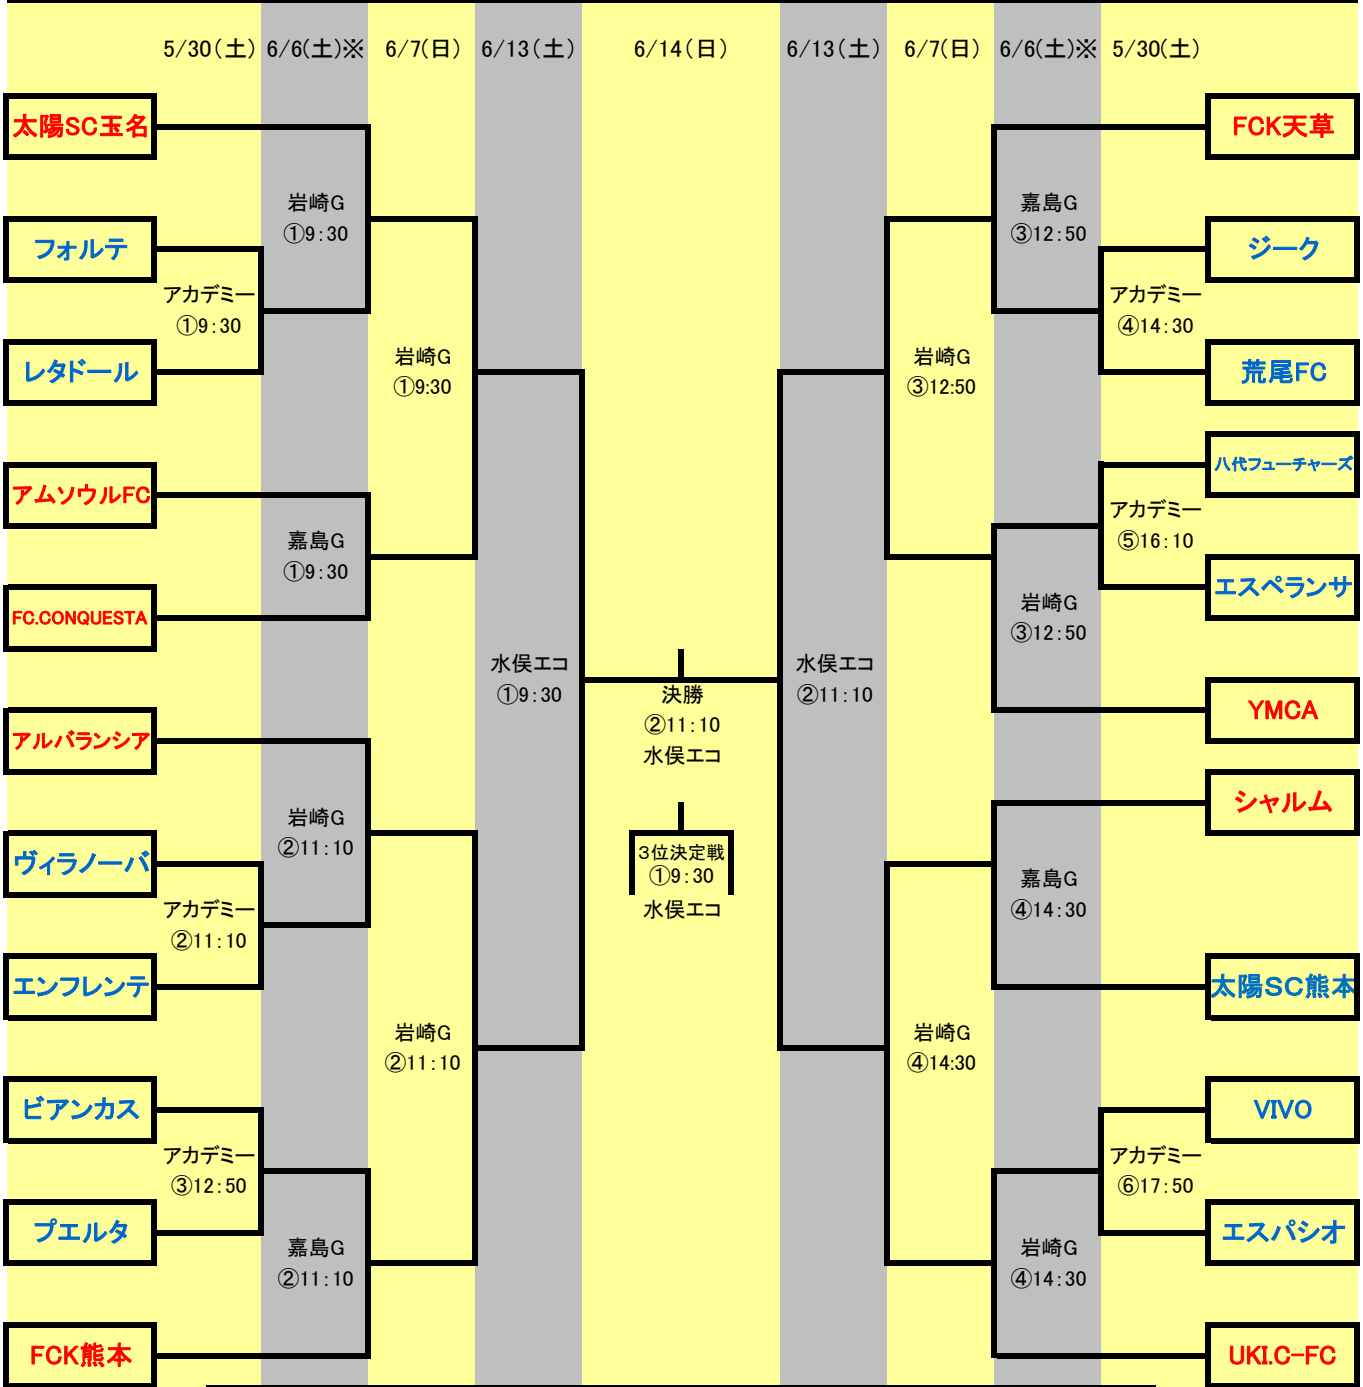 5/30(土) 6/6(土)※ 6/7(日) 6/13(土) 6/14(日) 6/13(土) 6/7(日) 6/6(土)※ 5/30(土)
太陽SC玉名
フォルテ
レタドール
アムソウルFC
FC.CONQUESTA
アルバランシア
ヴィラノーバ
エンフレンテ
ビアンカス
プエルタ
FCK熊本
アカデミー
①9:30
アカデミー
②11:10
アカデミー
③12:50
岩崎G
①9:30
嘉島G
①9:30
岩崎G
②11:10
嘉島G
②11:10
岩崎G
①9:30
岩崎G
②11:10
水俣エコ
①9:30
決勝
②11:10
水俣エコ
3位決定戦
①9:30
水俣エコ
水俣エコ
②11:10
岩崎G
③12:50
岩崎G
④14:30
嘉島G
③12:50
岩崎G
③12:50
嘉島G
④14:30
岩崎G
④14:30
アカデミー
④14:30
アカデミー
⑤16:10
アカデミー
⑥17:50
FCK天草
ジーク
荒尾FC
八代フューチャーズ
エスペランサ
YMCA
シャルム
太陽SC熊本
VIVO
エスパシオ
UKI.C-FC